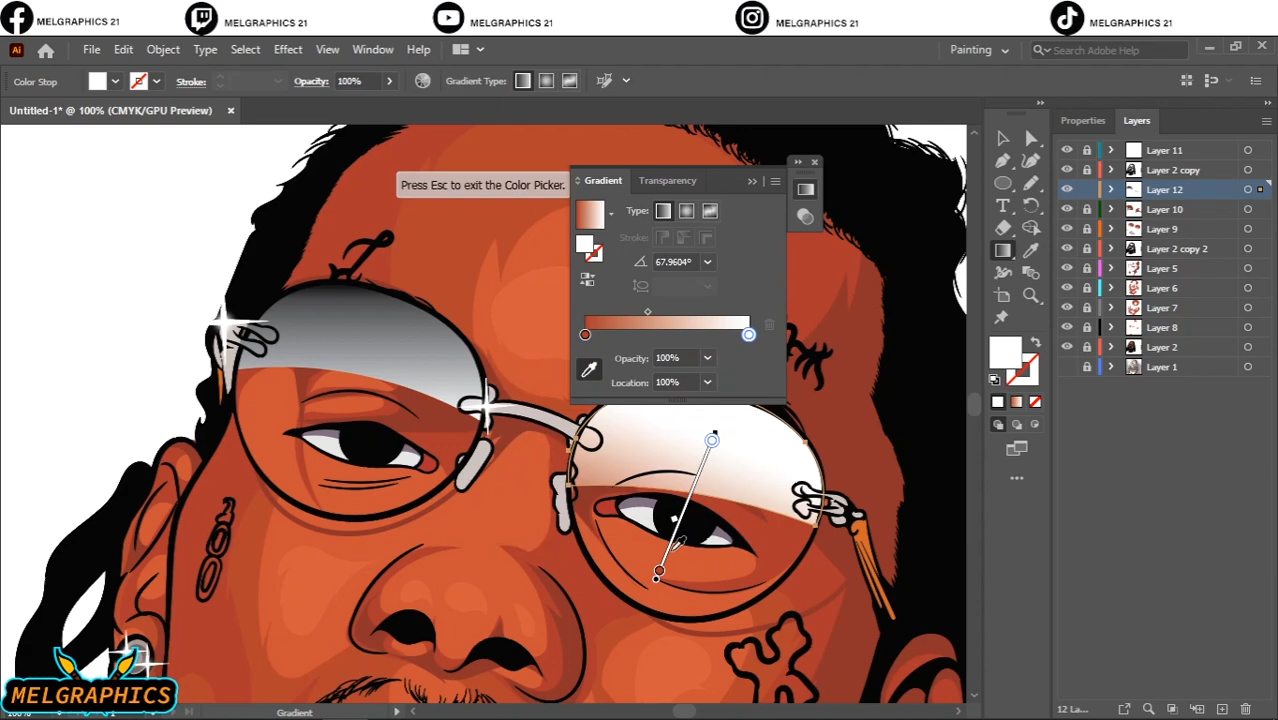 MELGRAPHICS 21 MELGRAPHICS 21 MELGRAPHICS 21 MELGRAPHICS 21 MELGRAPHICS 21
Ai File Edit Object Type Select Effect View Window Help Painting Search Adobe Help
Color Stop Stroke: Opacity: 100% Gradient Type:
Untitled-1* @ 100% (CMYK/GPU Preview)
Press Esc to exit the Color Picker.
Gradient Transparency
Type:
Stroke:
67.9604°
Opacity: 100%
Location: 100%
Properties Layers
Layer 11
Layer 2 copy
Layer 12
Layer 10
Layer 9
Layer 2 copy 2
Layer 5
Layer 6
Layer 7
Layer 8
Layer 2
Layer 1
MELGRAPHICS
Gradient
12 La...